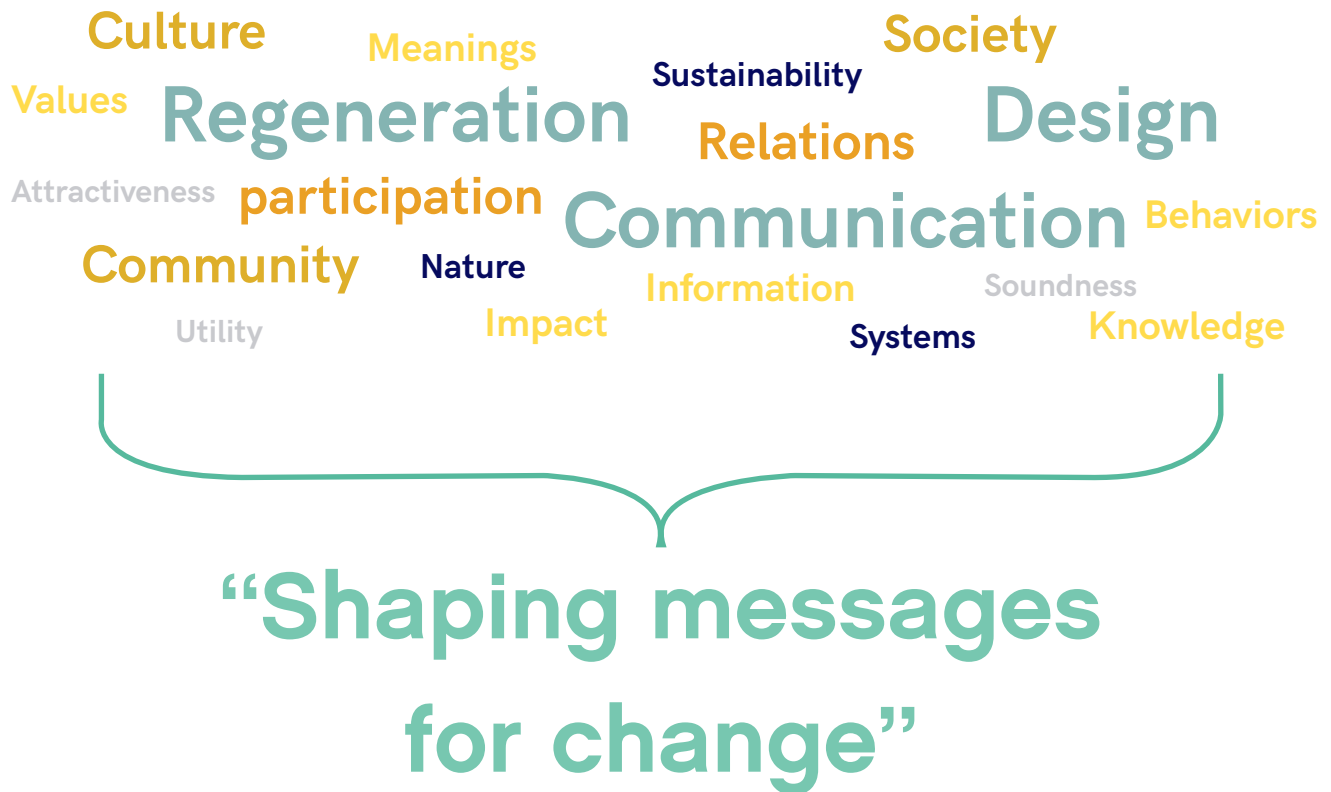 Culture
Meanings
Society
Sustainability
Values
Regeneration
Design
Relations
Attractiveness
participation
Communication
Behaviors
Community
Nature
Information
Soundness
Utility
Impact
Systems
Knowledge
“Shaping messages
for change”